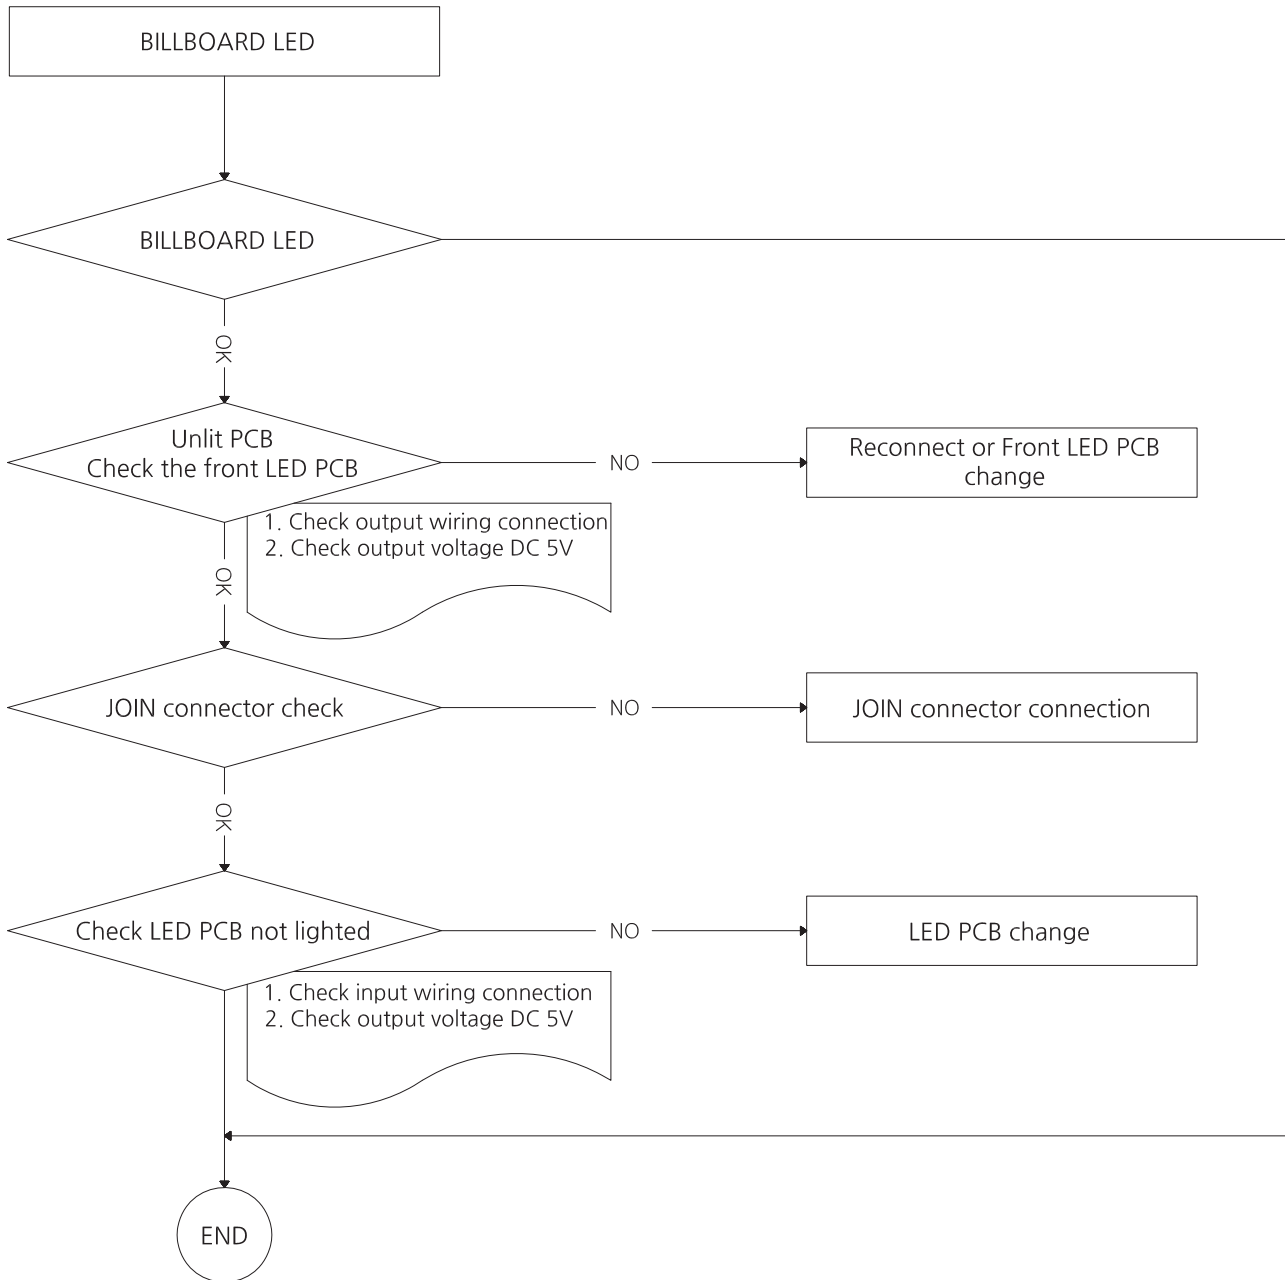 BILLBOARD LED
BILLBOARD LED
OK
Unlit PCB
Check the front LED PCB
NO
Reconnect or Front LED PCB
change
1. Check output wiring connection
2. Check output voltage DC 5V
OK
JOIN connector check
NO
JOIN connector connection
OK
Check LED PCB not lighted
NO
LED PCB change
1. Check input wiring connection
2. Check output voltage DC 5V
END